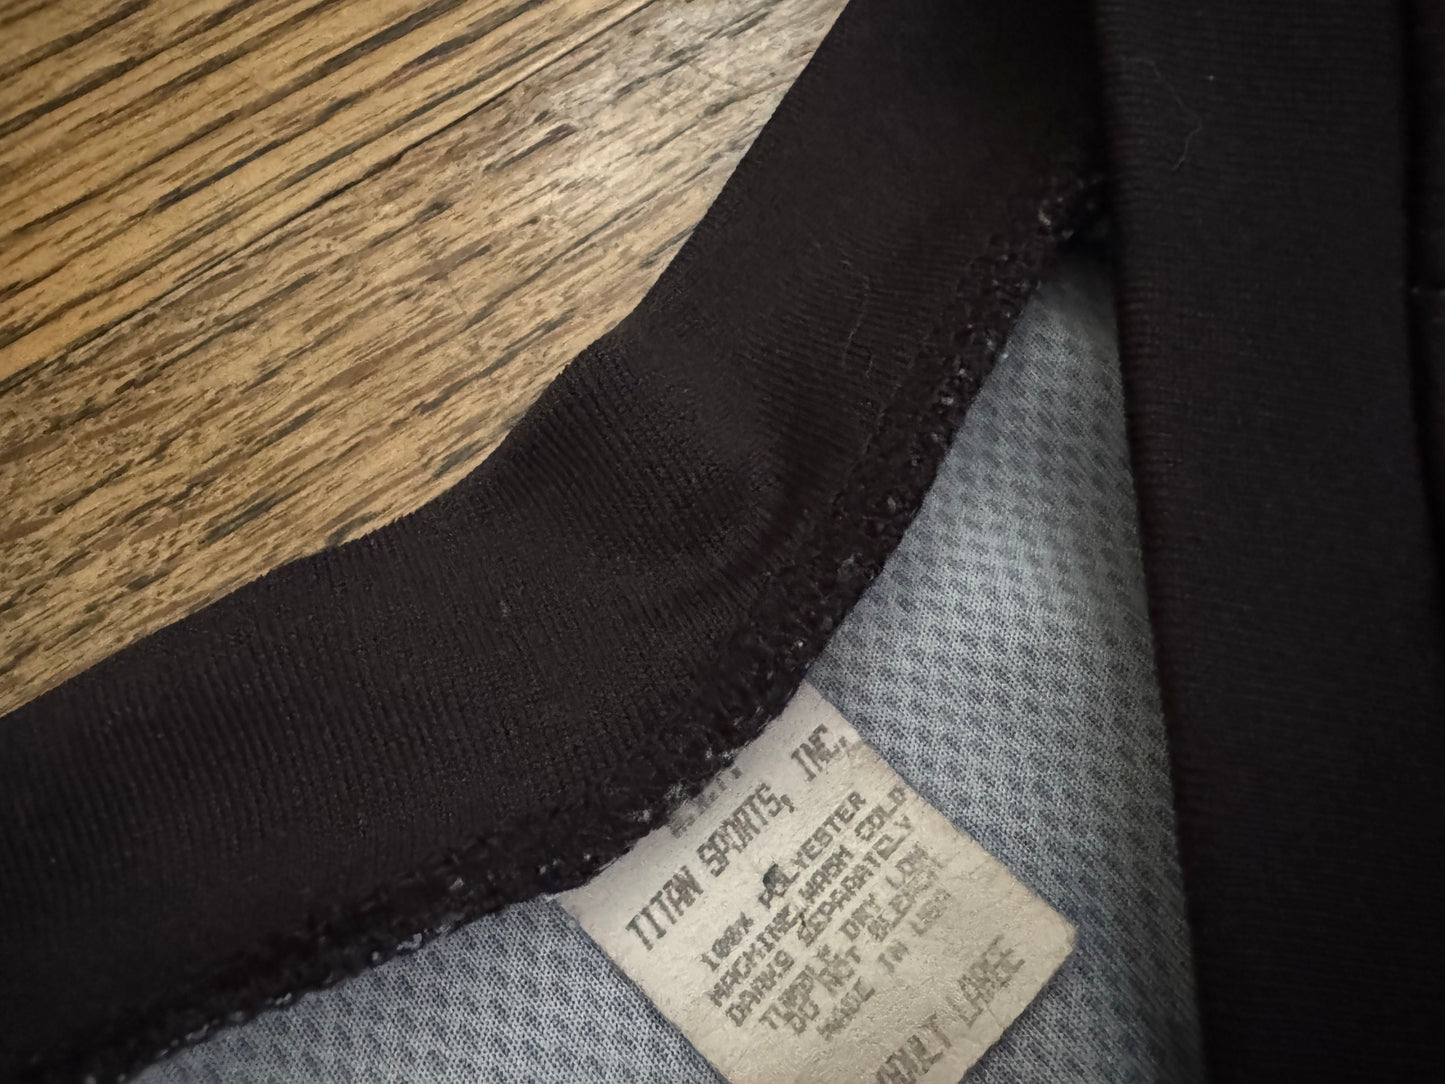 TITAN SPORTS, INC.
100% POLYESTER
MACHINE WASH COLD
DARKS SEPARATELY
TUMBLE DRY LOW
DO NOT BLEACH
MADE IN USA
ADULT LARGE